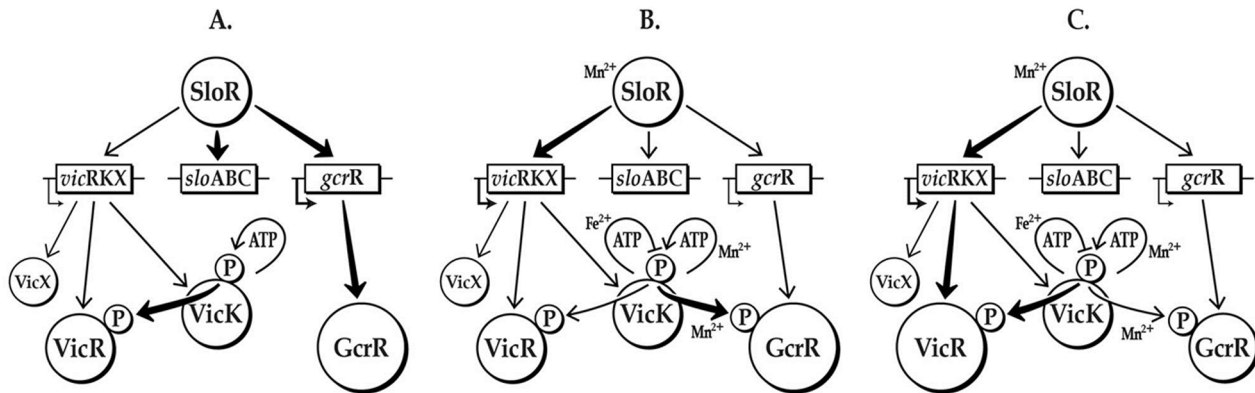 A.
SloR
vicRKX
sloABC
gcrR
ATP
P
VicX
P
VicK
VicR
GcrR
B.
Mn²⁺
SloR
vicRKX
sloABC
gcrR
Fe²⁺
ATP
ATP
Mn²⁺
P
VicX
P
VicK
Mn²⁺
P
VicR
GcrR
C.
Mn²⁺
SloR
vicRKX
sloABC
gcrR
Fe²⁺
ATP
ATP
Mn²⁺
P
VicX
P
VicK
Mn²⁺
P
VicR
GcrR